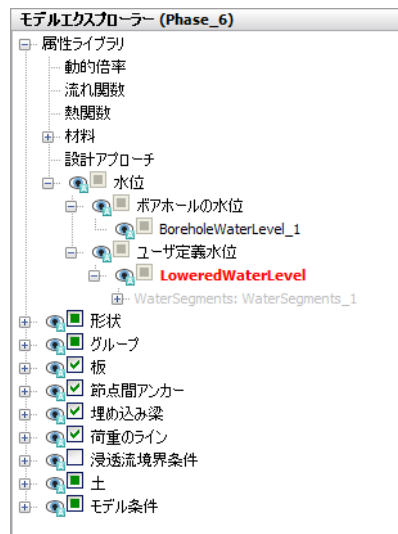 モデルエクスプローラー (Phase_6)
属性ライブラリ
動的倍率
流れ関数
熱関数
材料
設計アプローチ
水位
ボアホールの水位
BoreholeWaterLevel_1
ユーザ定義水位
LoweredWaterLevel
WaterSegments: WaterSegments_1
形状
グループ
板
節点間アンカー
埋め込み梁
荷重のライン
浸透流境界条件
土
モデル条件